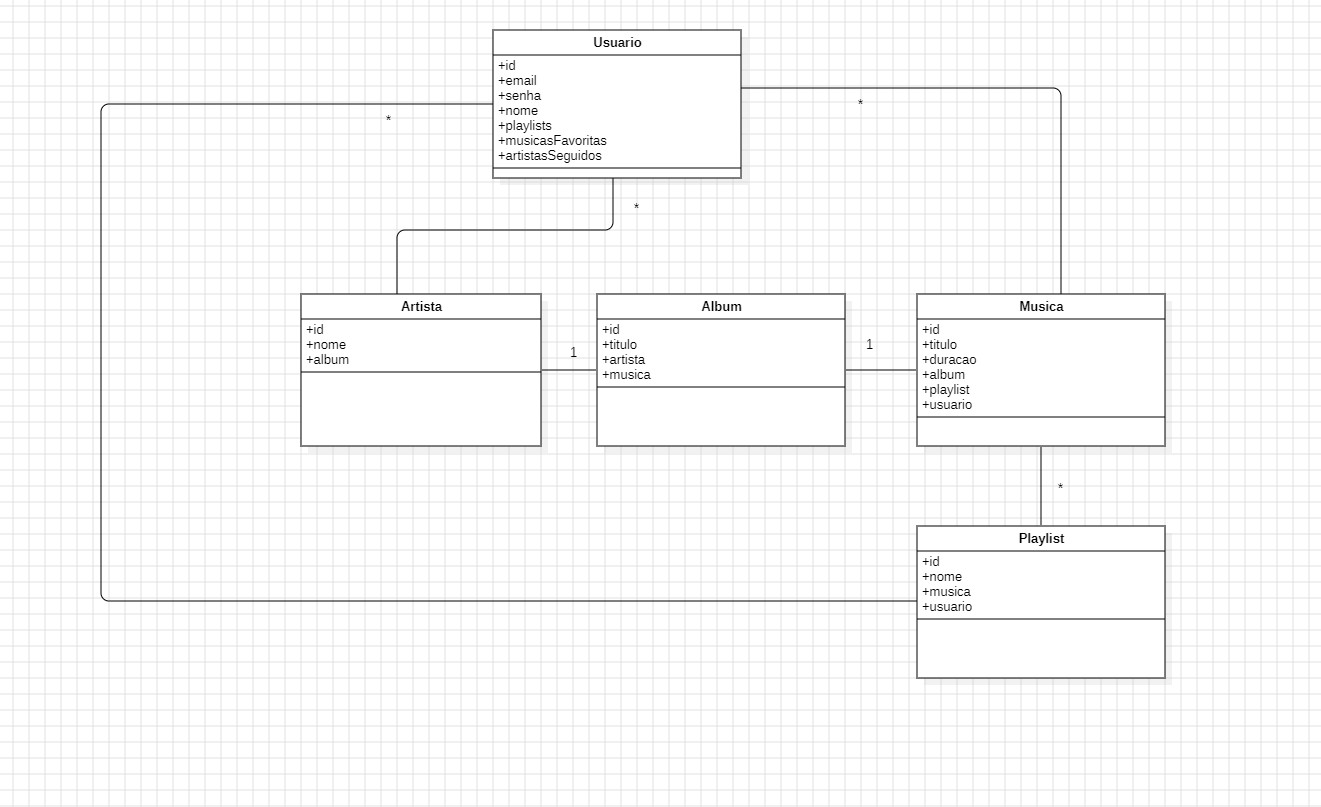 Usuario
+id
+email
+senha
+nome
+playlists
+musicasFavoritas
+artistasSeguidos
*
*
*
Artista
+id
+nome
+album
1
Album
+id
+titulo
+artista
+musica
1
Musica
+id
+titulo
+duracao
+album
+playlist
+usuario
*
Playlist
+id
+nome
+musica
+usuario